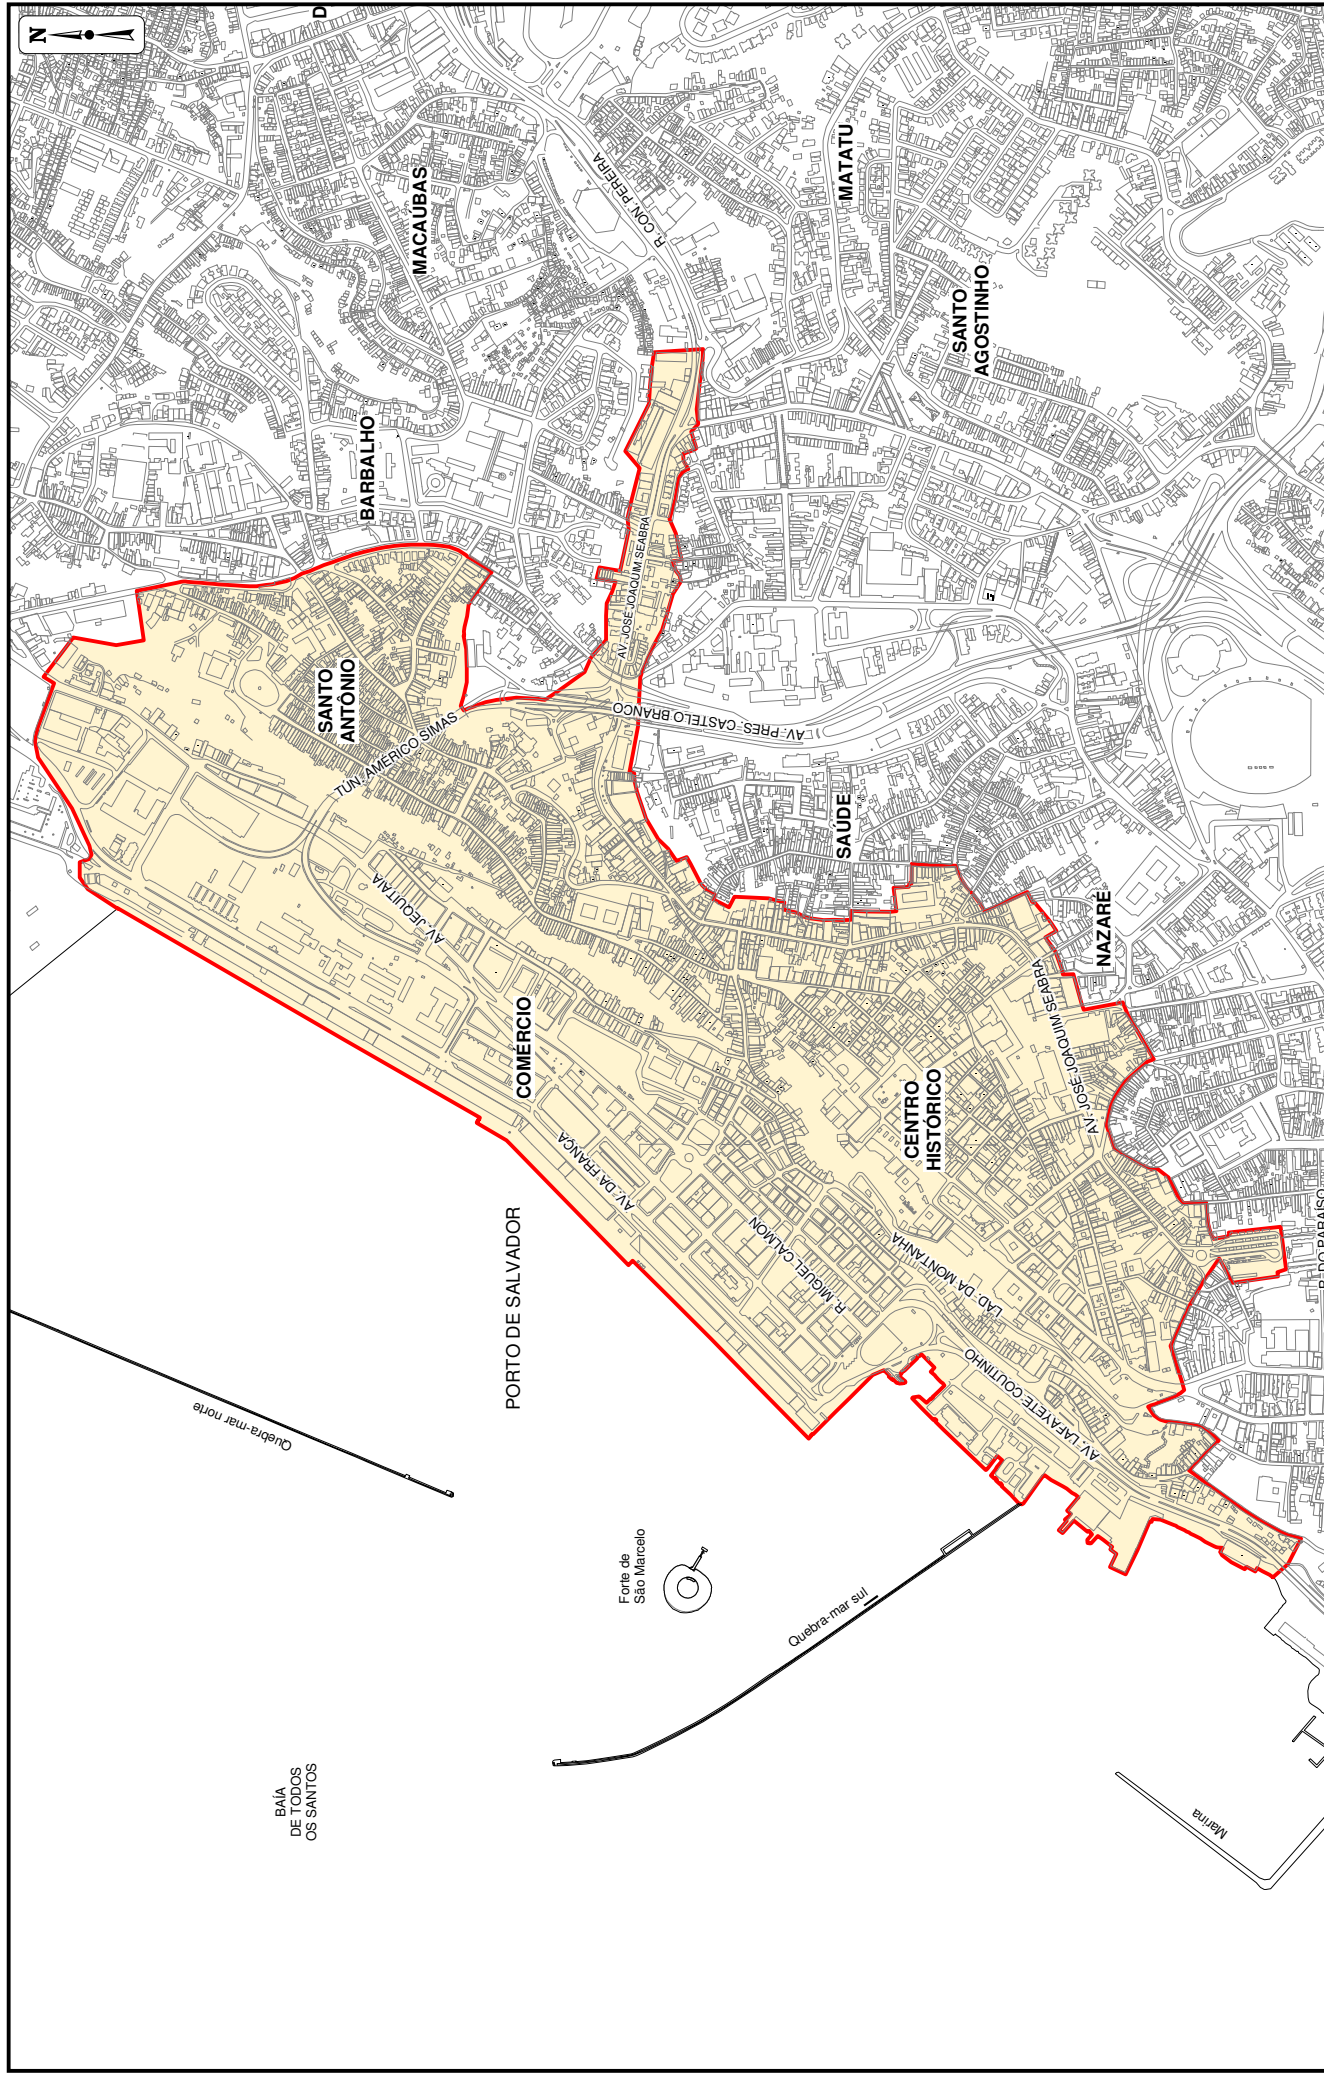 N
D
MACAÚBAS
BARBALHO
R. CON. PEREIRA
MATATU
SANTO
AGOSTINHO
SANTO
ANTÔNIO
TÚN. AMÉRICO SIMAS
AV. JOSÉ JOAQUIM SEABRA
AV. PRES. CASTELO BRANCO
SAÚDE
NAZARÉ
AV. JEQUITAIA
COMÉRCIO
AV. DA FRANÇA
R. MIGUEL CALMON
CENTRO
HISTÓRICO
AV. JOSÉ JOAQUIM SEABRA
LAD. DA MONTANHA
AV. LAFAYETE COUTINHO
R. DO PARAÍSO
PORTO DE SALVADOR
Quebra-mar norte
Forte de
São Marcelo
Quebra-mar sul
BAÍA
DE TODOS
OS SANTOS
Marina